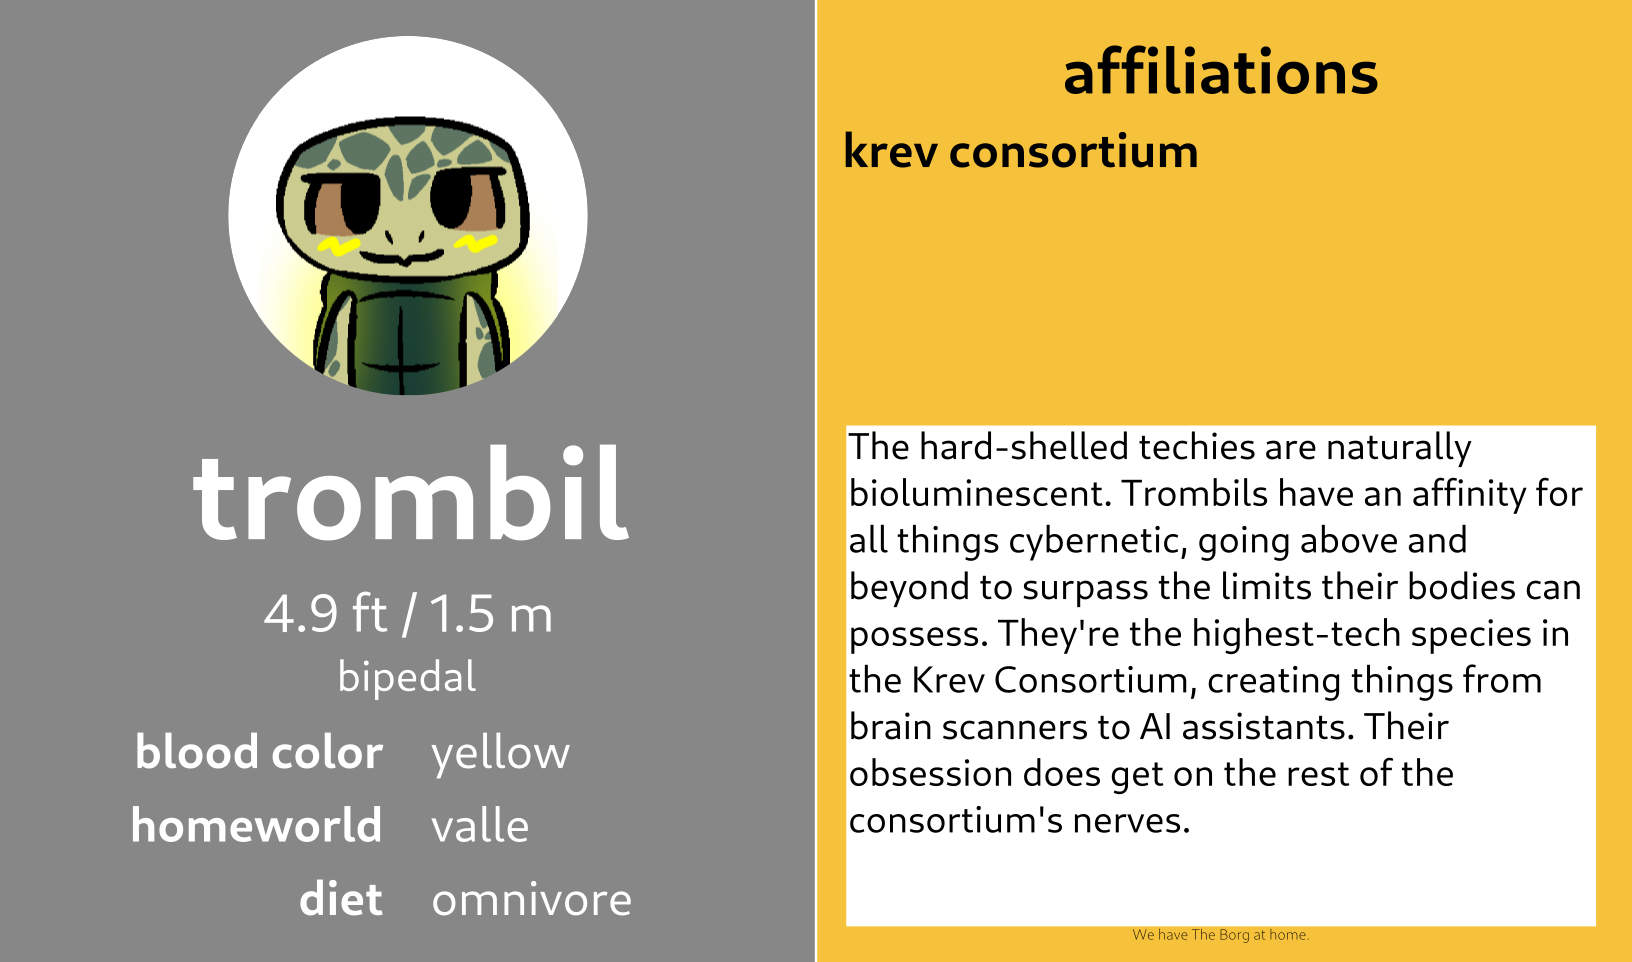 trombil
4.9 ft / 1.5 m
bipedal
blood color yellow
homeworld valle
diet omnivore
affiliations
krev consortium
The hard-shelled techies are naturally
bioluminescent. Trombils have an affinity for
all things cybernetic, going above and
beyond to surpass the limits their bodies can
possess. They're the highest-tech species in
the Krev Consortium, creating things from
brain scanners to AI assistants. Their
obsession does get on the rest of the
consortium's nerves.
We have The Borg at home.